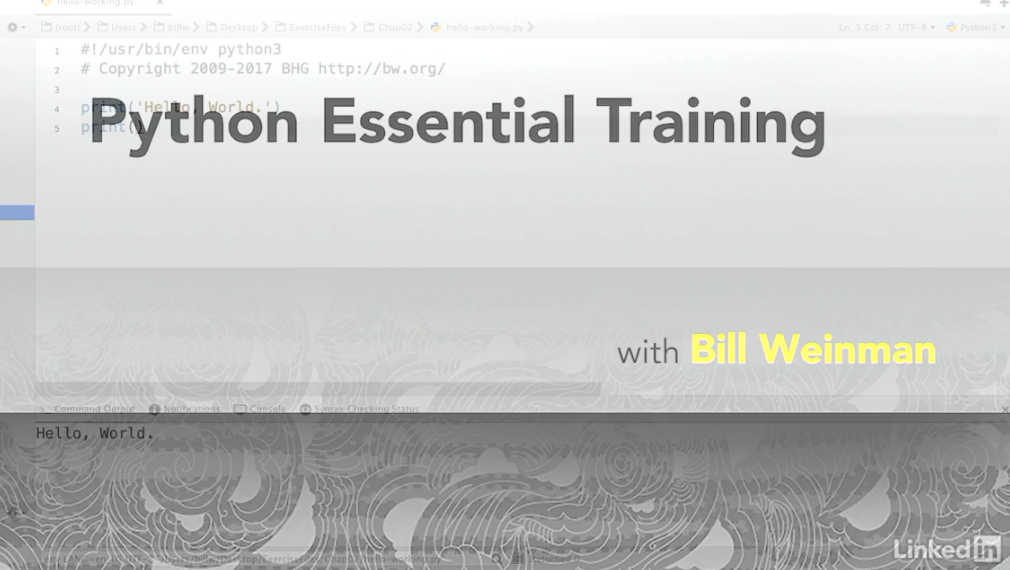 hello-working.py
(root) Users billw Desktop ExerciseFiles Chap02 hello-working.py Ln: 5 Col: 7 UTF-8 Python3
1 #!/usr/bin/env python3
2 # Copyright 2009-2017 BHG http://bw.org/
3
4 print('Hello, World.')
5 print()
Python Essential Training
with Bill Weinman
Command Output Notifications Console Syntax Checking Status
Hello, World.
LinkedIn